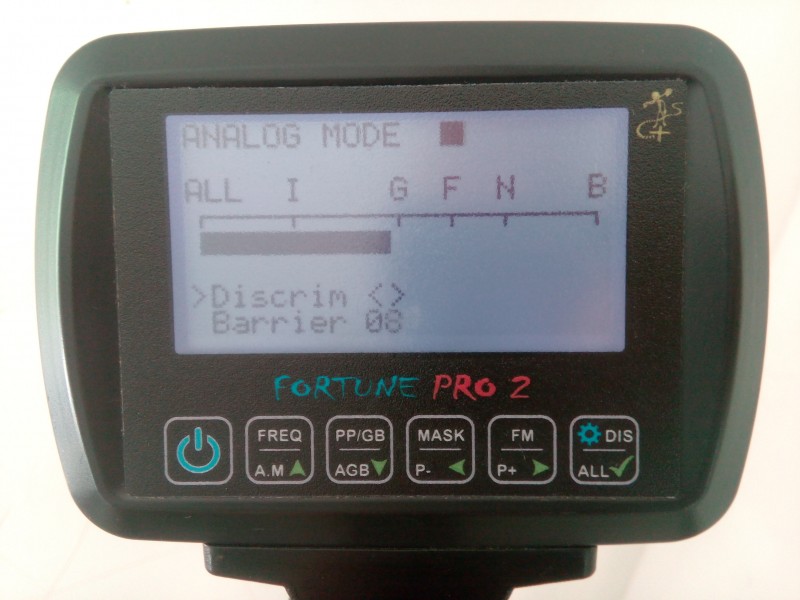 ANALOG MODE
ALL I G F N B
>Discrim <>
Barrier 08
FORTUNE PRO 2
FREQ PP/GB MASK FM DIS
A.M AGB P- P+ ALL